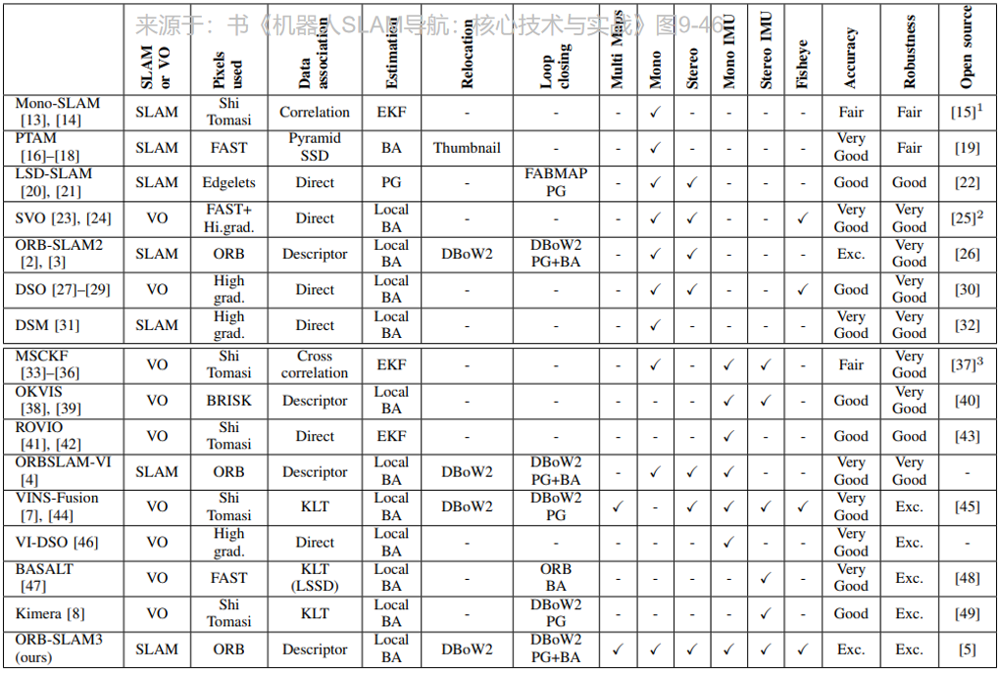 来源于：书《机器人SLAM导航：核心技术与实战》图9-46
SLAM or VO | Pixels used | Data association | Estimation | Relocation | Loop closing | Multi Maps | Mono | Stereo | Mono IMU | Stereo IMU | Fisheye | Accuracy | Robustness | Open source
Mono-SLAM [13], [14] | SLAM | Shi Tomasi | Correlation | EKF | - | - | - | ✓ | - | - | - | - | Fair | Fair | [15]¹
PTAM [16]–[18] | SLAM | FAST | Pyramid SSD | BA | Thumbnail | - | - | ✓ | - | - | - | - | Very Good | Fair | [19]
LSD-SLAM [20], [21] | SLAM | Edgelets | Direct | PG | - | FABMAP PG | - | ✓ | ✓ | - | - | - | Good | Good | [22]
SVO [23], [24] | VO | FAST+ Hi.grad. | Direct | Local BA | - | - | - | ✓ | ✓ | - | - | ✓ | Very Good | Very Good | [25]²
ORB-SLAM2 [2], [3] | SLAM | ORB | Descriptor | Local BA | DBoW2 | DBoW2 PG+BA | - | ✓ | ✓ | - | - | - | Exc. | Very Good | [26]
DSO [27]–[29] | VO | High grad. | Direct | Local BA | - | - | - | ✓ | ✓ | - | - | ✓ | Good | Very Good | [30]
DSM [31] | SLAM | High grad. | Direct | Local BA | - | - | - | ✓ | - | - | - | - | Very Good | Very Good | [32]
MSCKF [33]–[36] | VO | Shi Tomasi | Cross correlation | EKF | - | - | - | ✓ | - | ✓ | ✓ | - | Fair | Very Good | [37]³
OKVIS [38], [39] | VO | BRISK | Descriptor | Local BA | - | - | - | - | - | ✓ | ✓ | - | Good | Very Good | [40]
ROVIO [41], [42] | VO | Shi Tomasi | Direct | EKF | - | - | - | - | - | ✓ | - | - | Good | Good | [43]
ORBSLAM-VI [4] | SLAM | ORB | Descriptor | Local BA | DBoW2 | DBoW2 PG+BA | - | ✓ | ✓ | ✓ | - | - | Very Good | Very Good | -
VINS-Fusion [7], [44] | VO | Shi Tomasi | KLT | Local BA | DBoW2 | DBoW2 PG | ✓ | - | ✓ | ✓ | ✓ | ✓ | Very Good | Exc. | [45]
VI-DSO [46] | VO | High grad. | Direct | Local BA | - | - | - | - | - | ✓ | - | - | Very Good | Exc. | -
BASALT [47] | VO | FAST | KLT (LSSD) | Local BA | - | ORB BA | - | - | - | - | ✓ | - | Very Good | Exc. | [48]
Kimera [8] | VO | Shi Tomasi | KLT | Local BA | - | DBoW2 PG | - | - | - | - | ✓ | - | Good | Exc. | [49]
ORB-SLAM3 (ours) | SLAM | ORB | Descriptor | Local BA | DBoW2 | DBoW2 PG+BA | ✓ | ✓ | ✓ | ✓ | ✓ | ✓ | Exc. | Exc. | [5]